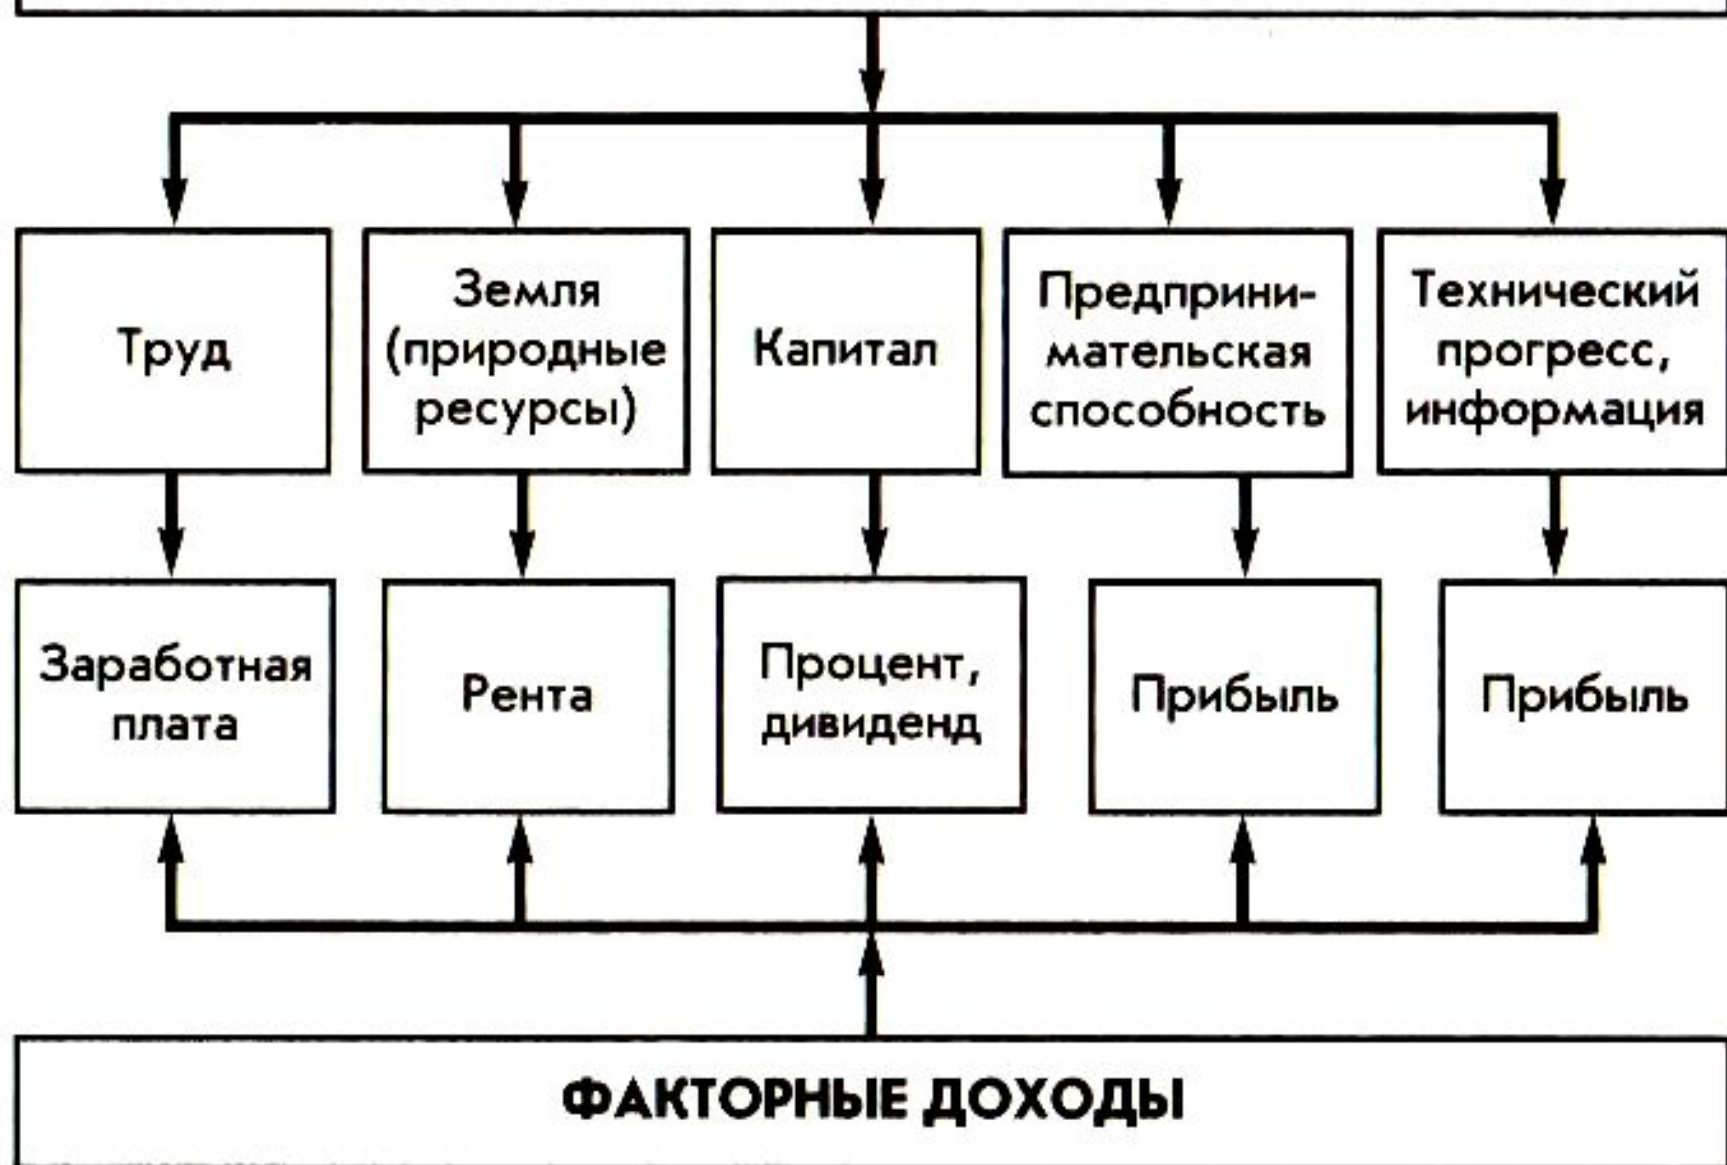 Труд
Земля
(природные
ресурсы)
Капитал
Предприни-
мательская
способность
Технический
прогресс,
информация
Заработная
плата
Рента
Процент,
дивиденд
Прибыль
Прибыль
ФАКТОРНЫЕ ДОХОДЫ